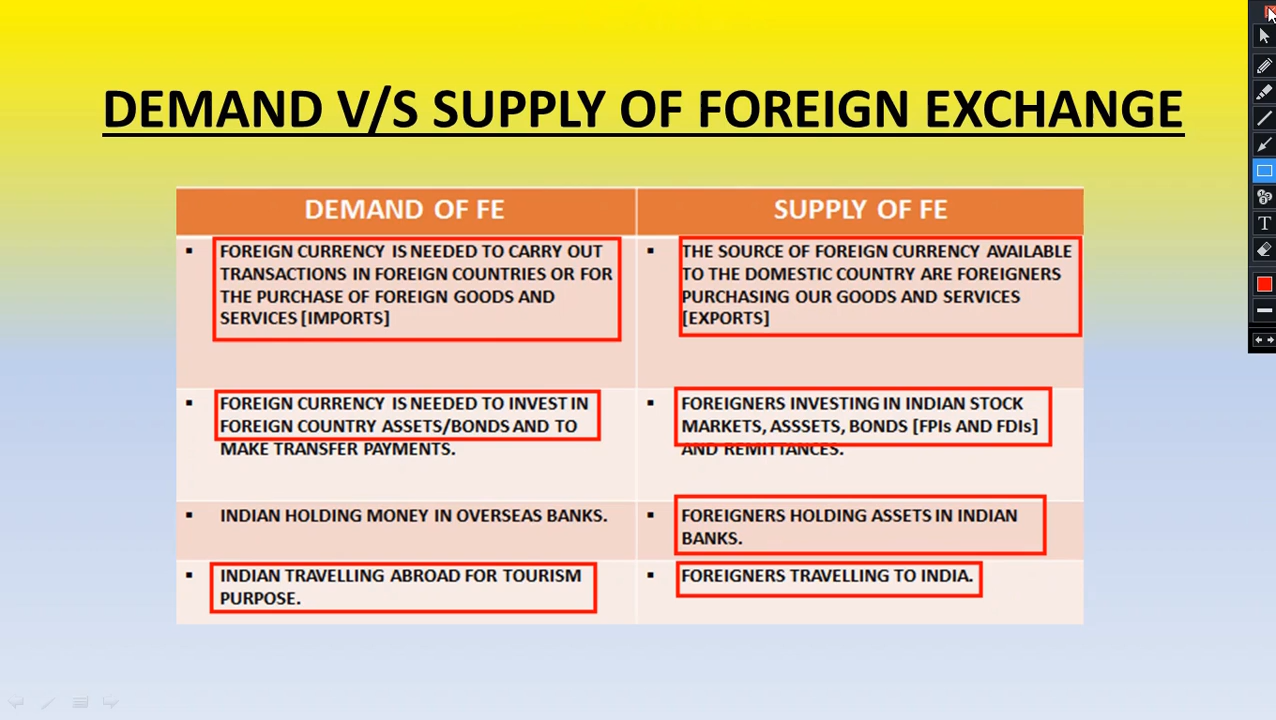 DEMAND V/S SUPPLY OF FOREIGN EXCHANGE
DEMAND OF FE
SUPPLY OF FE
FOREIGN CURRENCY IS NEEDED TO CARRY OUT
TRANSACTIONS IN FOREIGN COUNTRIES OR FOR
THE PURCHASE OF FOREIGN GOODS AND
SERVICES [IMPORTS]
THE SOURCE OF FOREIGN CURRENCY AVAILABLE
TO THE DOMESTIC COUNTRY ARE FOREIGNERS
PURCHASING OUR GOODS AND SERVICES
[EXPORTS]
FOREIGN CURRENCY IS NEEDED TO INVEST IN
FOREIGN COUNTRY ASSETS/BONDS AND TO
MAKE TRANSFER PAYMENTS.
FOREIGNERS INVESTING IN INDIAN STOCK
MARKETS, ASSSETS, BONDS [FPIs AND FDIs]
AND REMITTANCES.
INDIAN HOLDING MONEY IN OVERSEAS BANKS.
FOREIGNERS HOLDING ASSETS IN INDIAN
BANKS.
INDIAN TRAVELLING ABROAD FOR TOURISM
PURPOSE.
FOREIGNERS TRAVELLING TO INDIA.